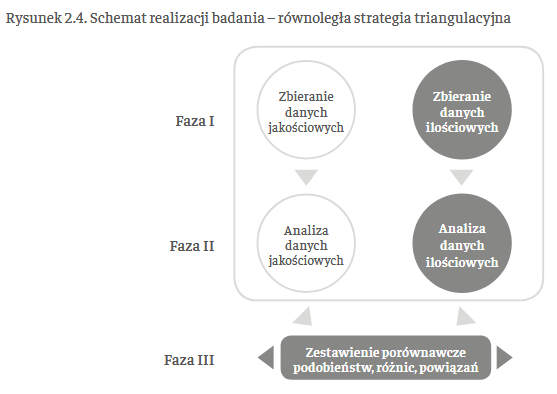 Rysunek 2.4. Schemat realizacji badania – równoległa strategia triangulacyjna
Faza I
Zbieranie
danych
jakościowych
Zbieranie
danych
ilościowych
Faza II
Analiza
danych
jakościowych
Analiza
danych
ilościowych
Faza III
Zestawienie porównawcze
podobieństw, różnic, powiązań